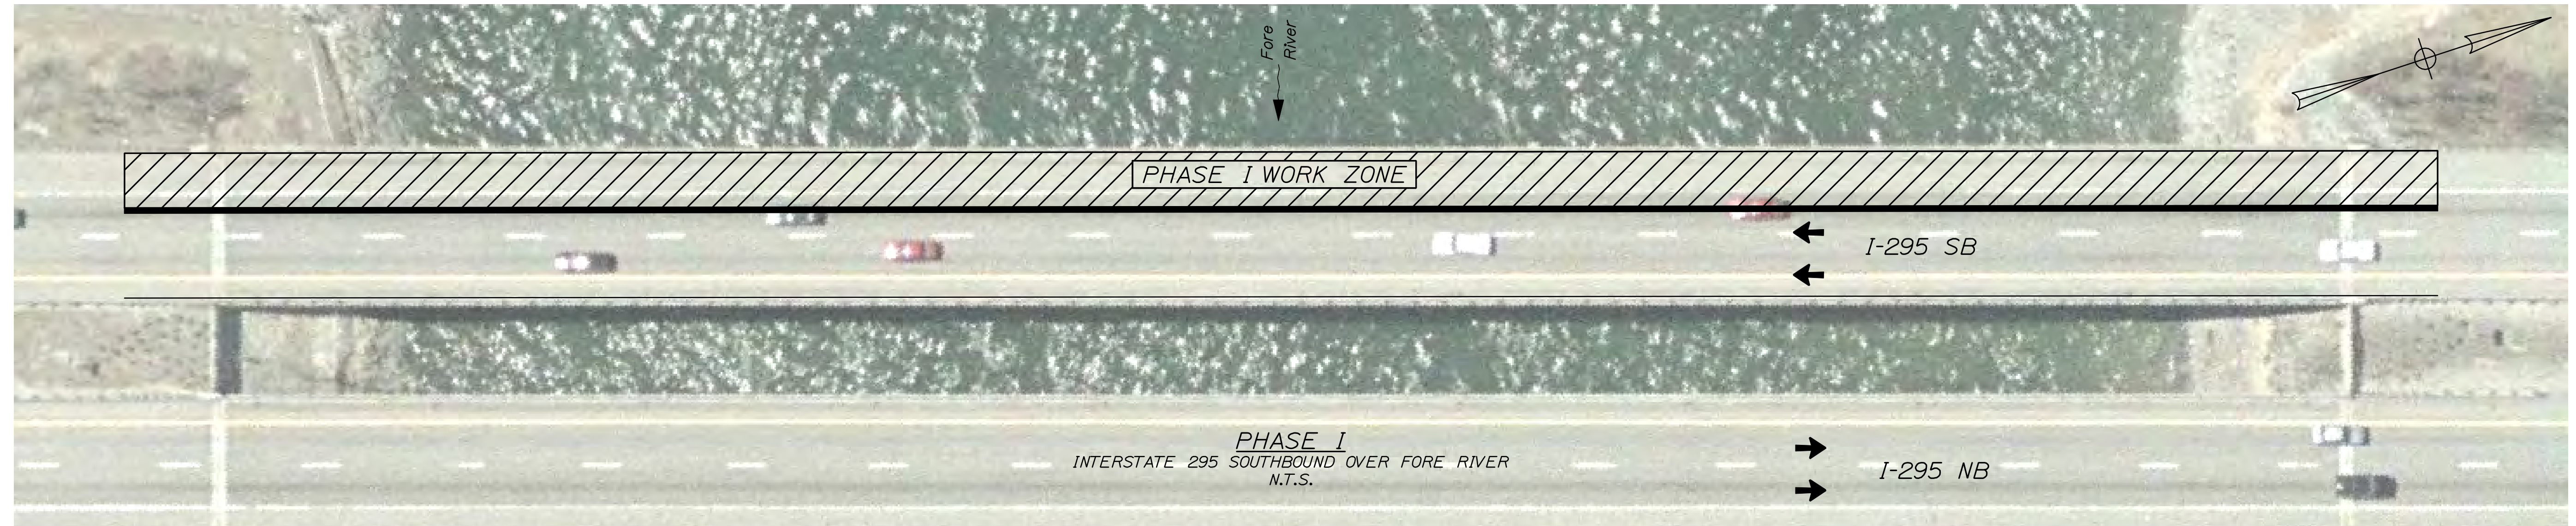 Fore
River
PHASE I WORK ZONE
I-295 SB
PHASE I
INTERSTATE 295 SOUTHBOUND OVER FORE RIVER
N.T.S.
I-295 NB